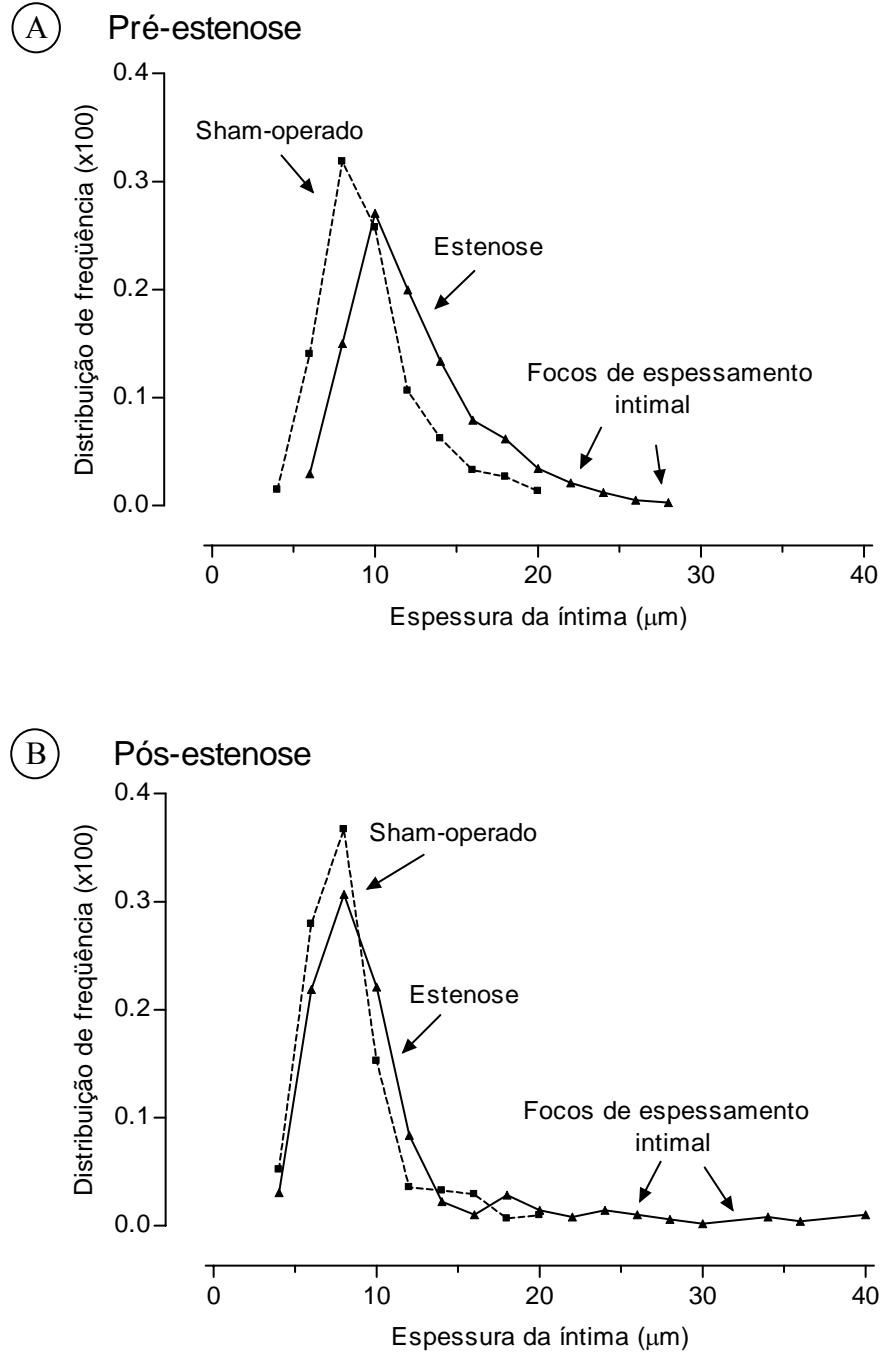 A
Pré-estenose
0.4
0.3
0.2
0.1
0.0
Distribuição de freqüência (x100)
Sham-operado
Estenose
Focos de espessamento
intimal
0
10
20
30
40
Espessura da íntima (μm)
B
Pós-estenose
0.4
0.3
0.2
0.1
0.0
Distribuição de freqüência (x100)
Sham-operado
Estenose
Focos de espessamento
intimal
0
10
20
30
40
Espessura da íntima (μm)